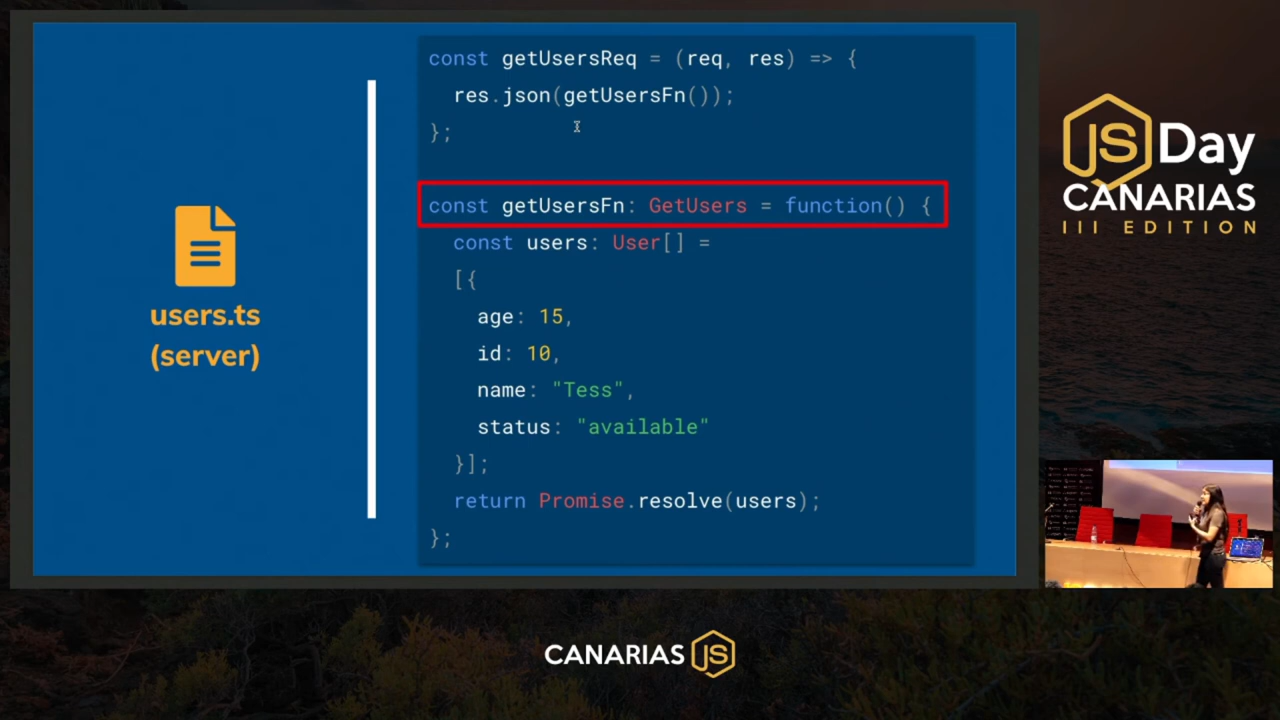 users.ts
(server)
const getUsersReq = (req, res) => {
  res.json(getUsersFn());
};
const getUsersFn: GetUsers = function() {
  const users: User[] =
  [{
    age: 15,
    id: 10,
    name: "Tess",
    status: "available"
  }];
  return Promise.resolve(users);
};
JS Day
CANARIAS
III EDITION
CANARIAS JS